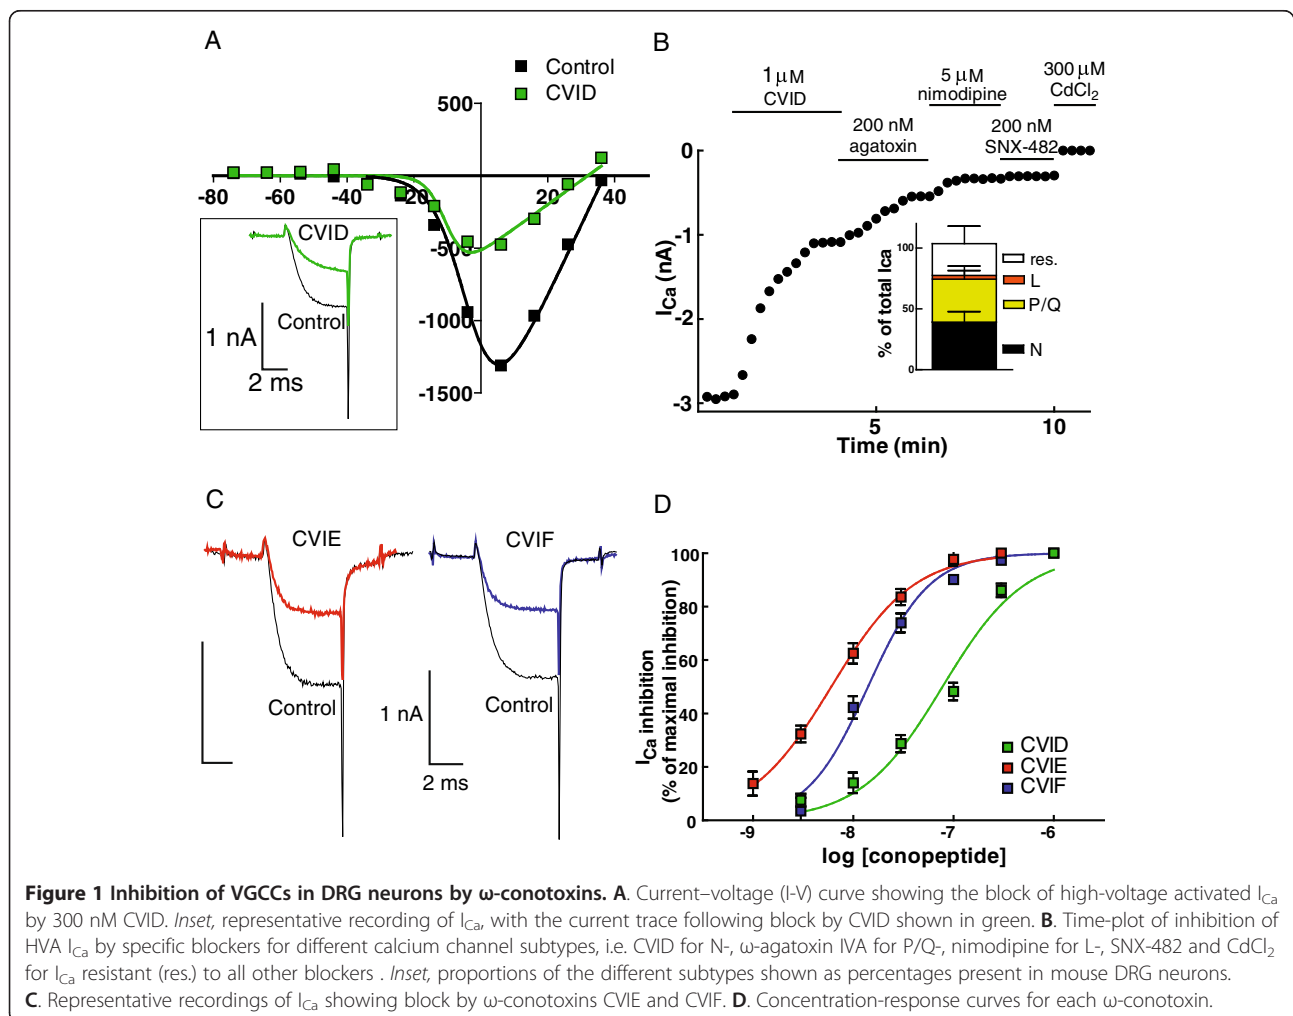 A
Control
CVID
500
-80
-60
-40
-20
20
40
-500
-1000
-1500
CVID
Control
1 nA
2 ms
B
1 μM
CVID
200 nM
agatoxin
5 μM
nimodipine
200 nM
SNX-482
300 μM
CdCl2
0
-1
-2
-3
ICa (nA)
5
10
Time (min)
100
50
0
% of total Ica
res.
L
P/Q
N
C
CVIE
Control
CVIF
Control
1 nA
2 ms
D
100
80
60
40
20
0
ICa inhibition
(% of maximal inhibition)
-9
-8
-7
-6
log [conopeptide]
CVID
CVIE
CVIF
Figure 1 Inhibition of VGCCs in DRG neurons by ω-conotoxins. A. Current–voltage (I-V) curve showing the block of high-voltage activated ICa
by 300 nM CVID. Inset, representative recording of ICa, with the current trace following block by CVID shown in green. B. Time-plot of inhibition of
HVA ICa by specific blockers for different calcium channel subtypes, i.e. CVID for N-, ω-agatoxin IVA for P/Q-, nimodipine for L-, SNX-482 and CdCl2
for ICa resistant (res.) to all other blockers . Inset, proportions of the different subtypes shown as percentages present in mouse DRG neurons.
C. Representative recordings of ICa showing block by ω-conotoxins CVIE and CVIF. D. Concentration-response curves for each ω-conotoxin.